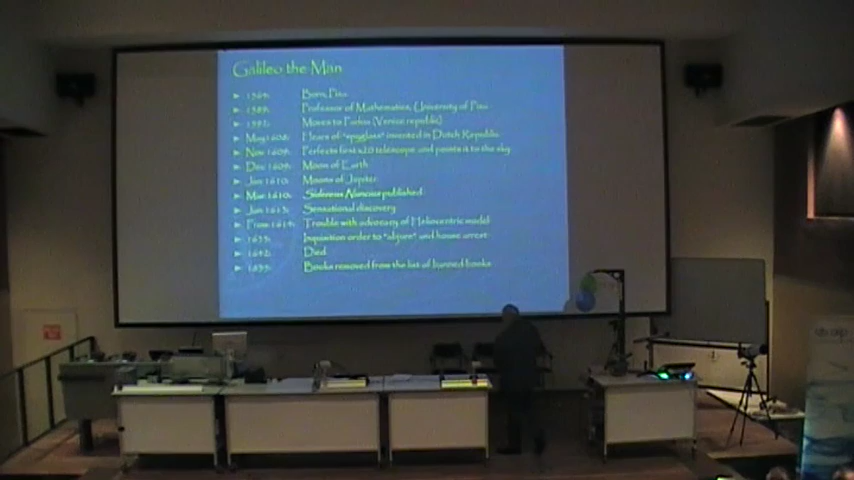 Galileo the Man
1564: Born, Pisa
1589: Professor of Mathematics, University of Pisa
1592: Moves to Padua (Venice republic)
May 1608: Hears of "spyglass" invented in Dutch Republic
Nov 1609: Perfects first x20 telescope and points it to the sky
Dec 1609: Moon of Earth
Jan 1610: Moons of Jupiter
Mar 1610: Sidereus Nuncius published
Jan 1613: Sensational discovery
From 1614: Trouble with advocacy of Heliocentric model
1633: Inquisition order to "abjure" and house arrest
1642: Died
Books removed from the list of banned books